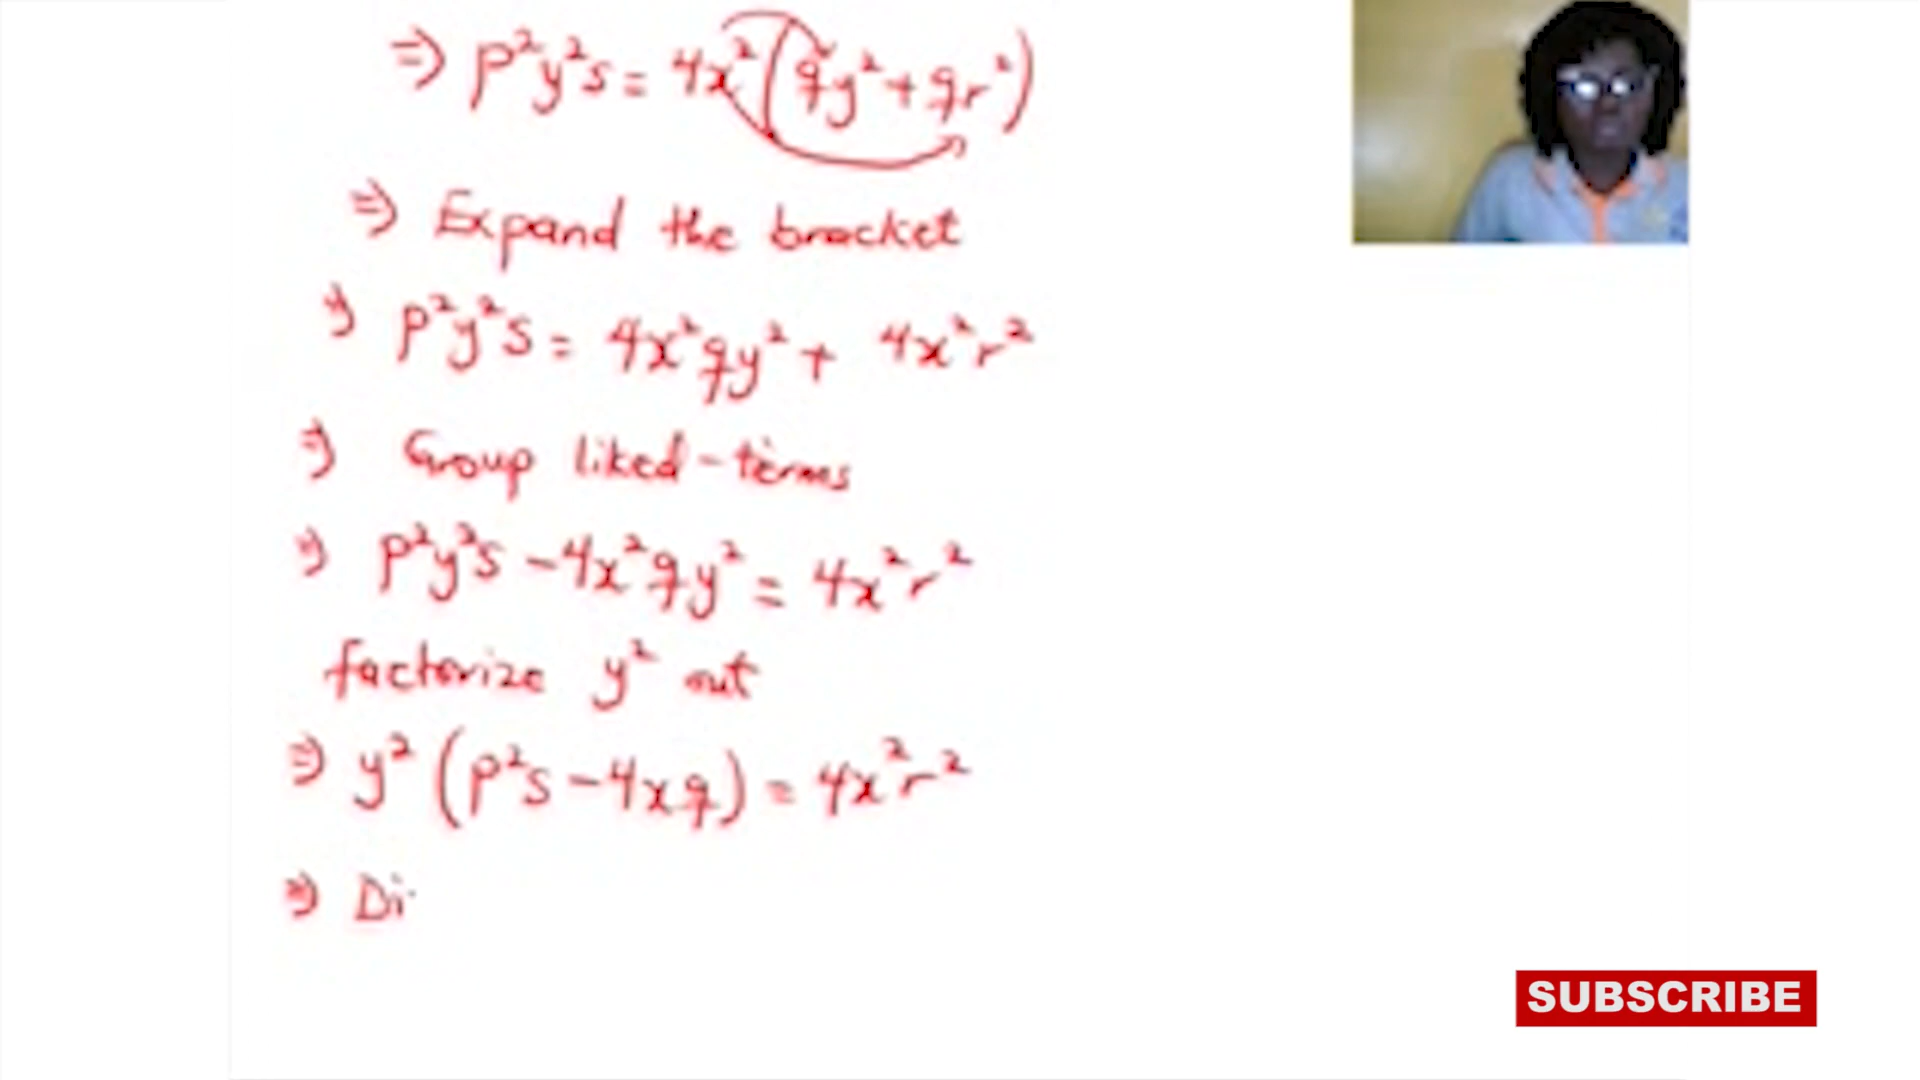 ⇒ p²y²s = 4x²(qy² + qr²)
⇒ Expand the bracket
⇒ p²y²s = 4x²qy² + 4x²r²
⇒ Group liked-terms
⇒ p²y²s - 4x²qy² = 4x²r²
factorize y² out
⇒ y²(p²s - 4xq) = 4x²r²
⇒ Di
SUBSCRIBE